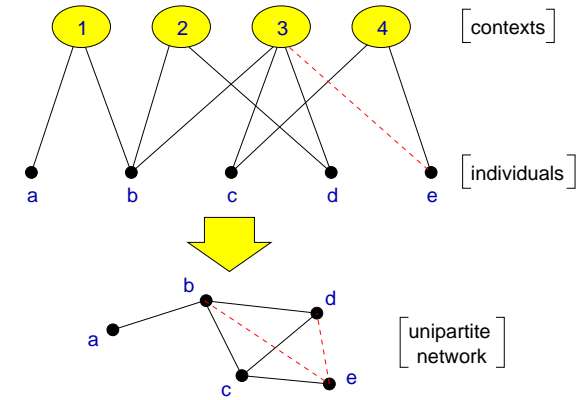 1 2 3 4 contexts
a b c d e individuals
b d
a
c e
unipartite
network